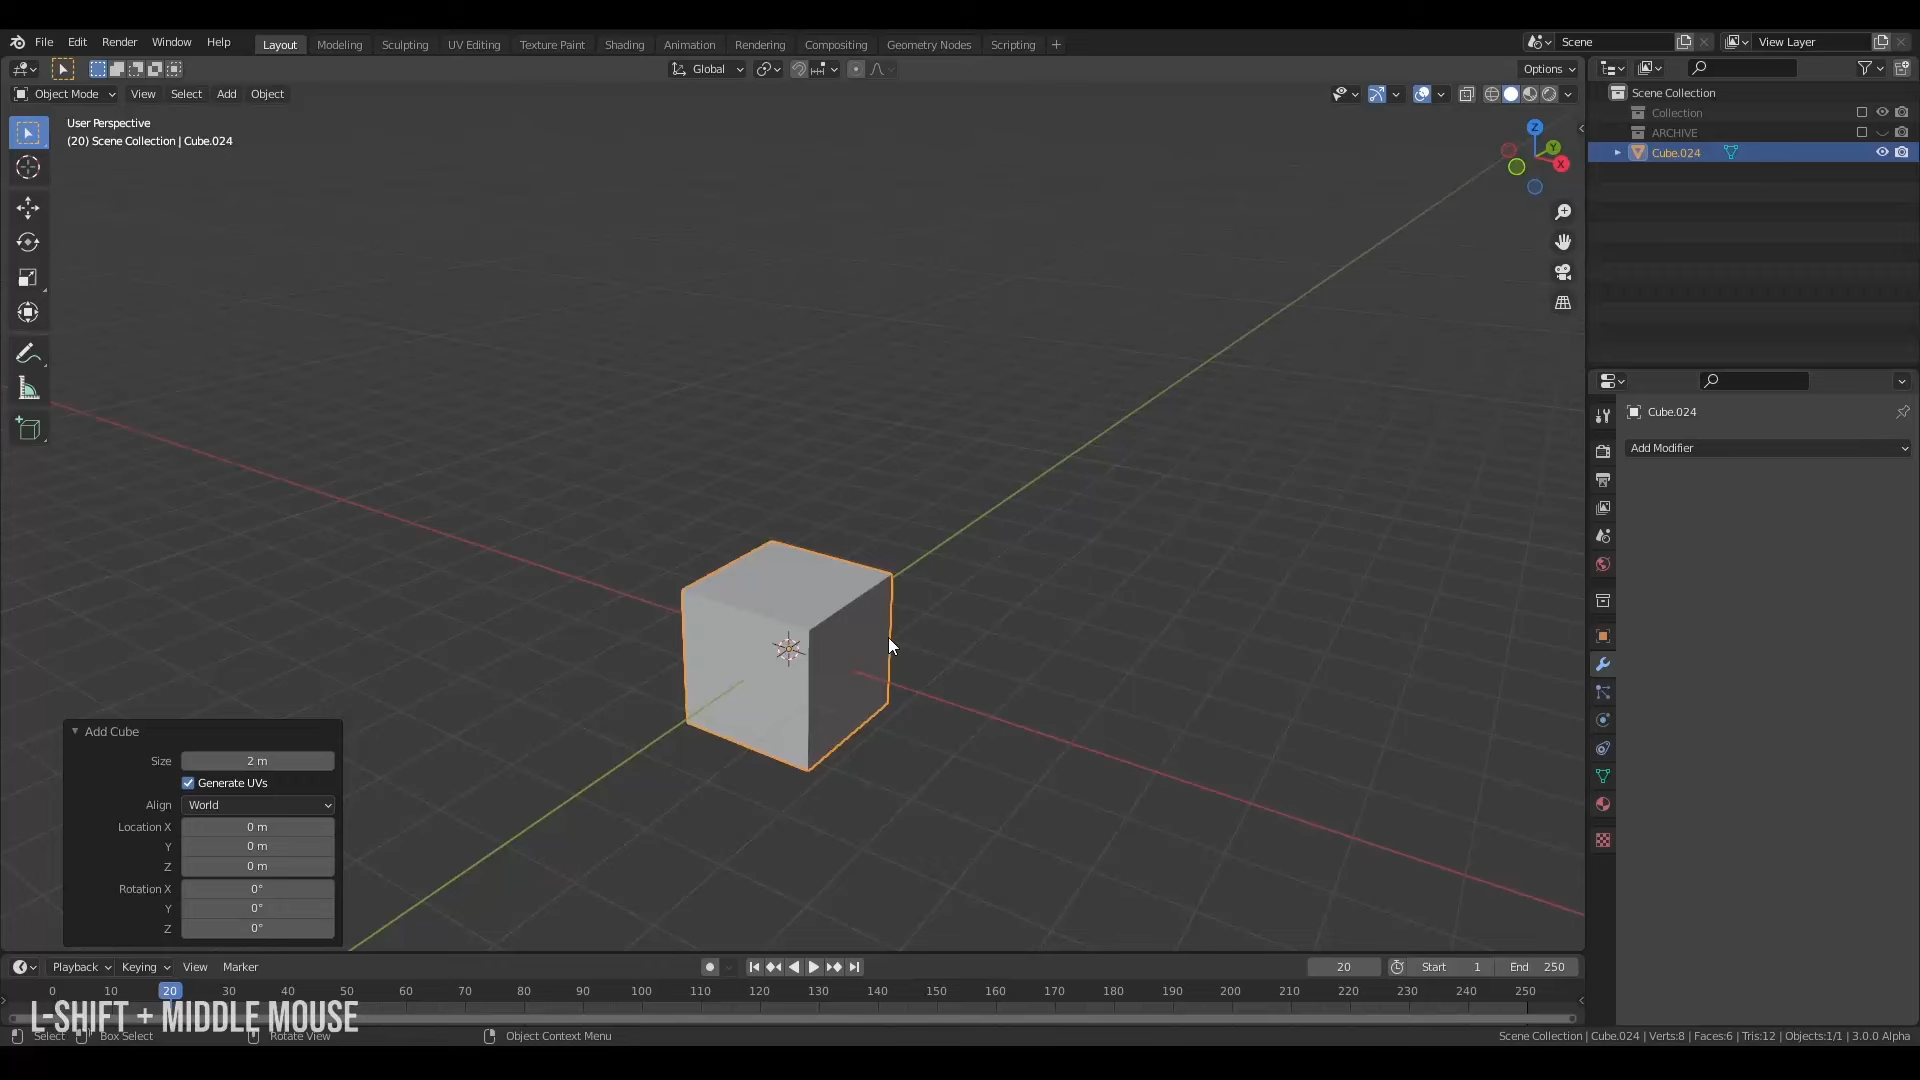 File Edit Render Window Help Layout Modeling Sculpting UV Editing Texture Paint Shading Animation Rendering Compositing Geometry Nodes Scripting + Scene View Layer
Global Options
Object Mode View Select Add Object
User Perspective
(20) Scene Collection | Cube.024
Z
Y
X
Scene Collection
Collection
ARCHIVE
Cube.024
Cube.024
Add Modifier
Add Cube
Size 2 m
Generate UVs
Align World
Location X 0 m
Y 0 m
Z 0 m
Rotation X 0°
Y 0°
Z 0°
Playback Keying View Marker 20 Start 1 End 250
0 10 20 30 40 50 60 70 80 90 100 110 120 130 140 150 160 170 180 190 200 210 220 230 240 250
L-SHIFT + MIDDLE MOUSE
Select Box Select Rotate View Object Context Menu Scene Collection | Cube.024 | Verts:8 | Faces:6 | Tris:12 | Objects:1/1 | 3.0.0 Alpha